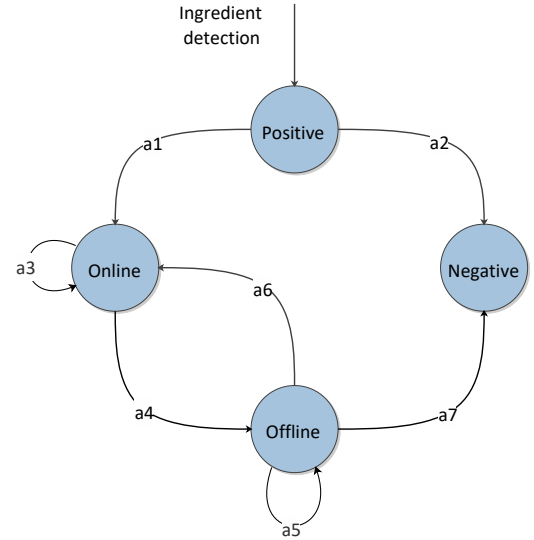 Ingredient
detection
Positive
a1
a2
a3
Online
Negative
a6
a4
a7
Offline
a5